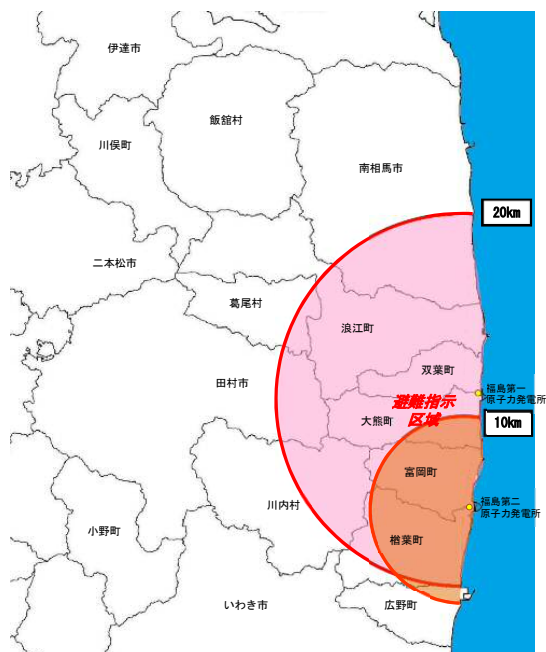 伊達市
飯舘村
川俣町
南相馬市
20km
二本松市
葛尾村
浪江町
双葉町
田村市
福島第一
原子力発電所
避難指示
区域
大熊町
10km
富岡町
川内村
福島第二
原子力発電所
小野町
楢葉町
いわき市
広野町